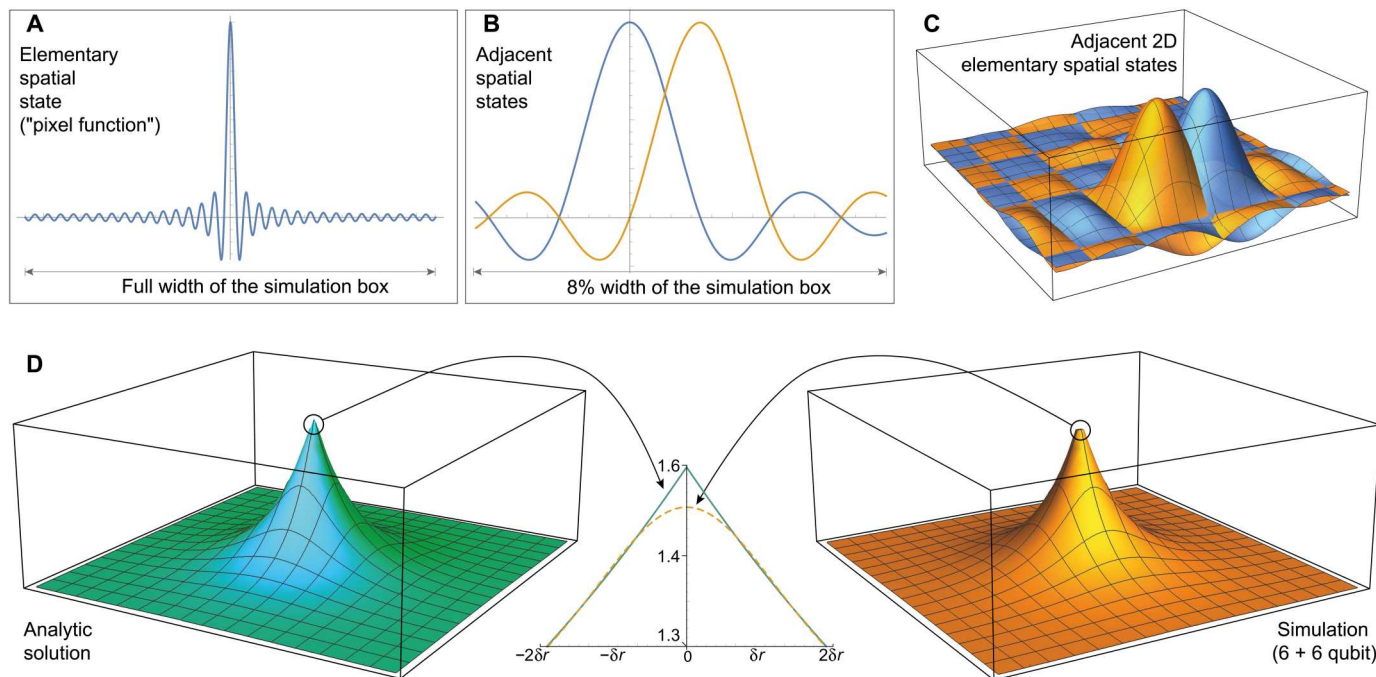 A
Elementary
spatial
state
("pixel function")
Full width of the simulation box
B
Adjacent
spatial
states
8% width of the simulation box
C
Adjacent 2D
elementary spatial states
D
Analytic
solution
1.6
1.4
1.3
−2δr
−δr
0
δr
2δr
Simulation
(6 + 6 qubit)